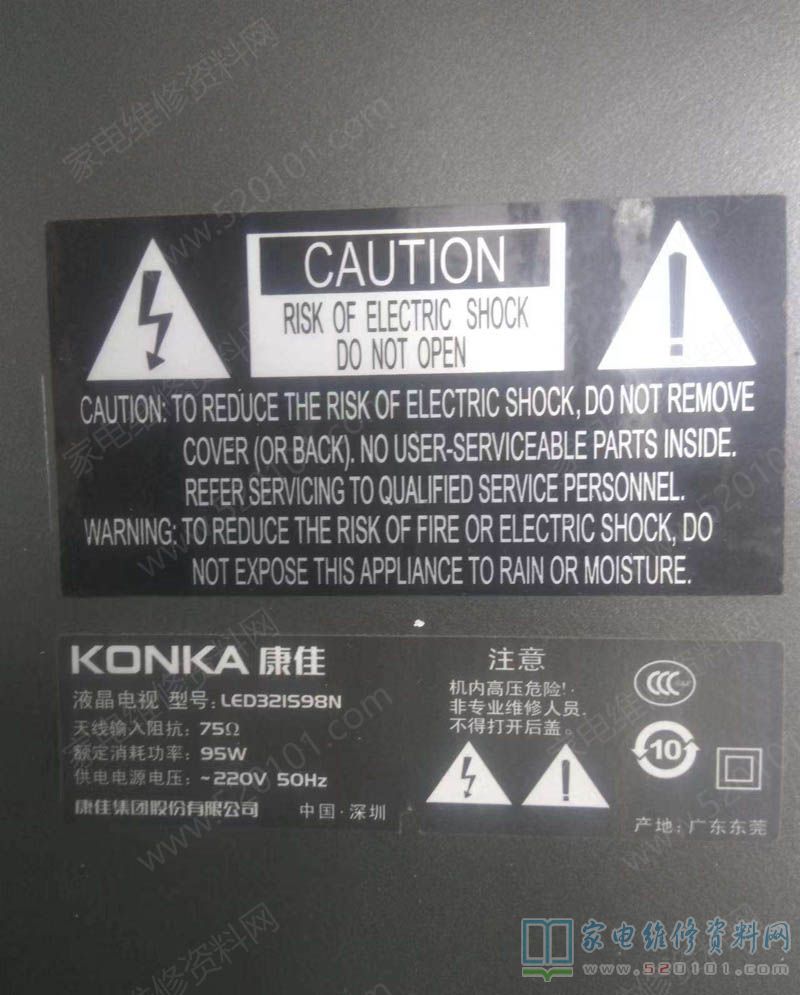 CAUTION
RISK OF ELECTRIC SHOCK
DO NOT OPEN
CAUTION: TO REDUCE THE RISK OF ELECTRIC SHOCK, DO NOT REMOVE
COVER (OR BACK). NO USER-SERVICEABLE PARTS INSIDE.
REFER SERVICING TO QUALIFIED SERVICE PERSONNEL.
WARNING: TO REDUCE THE RISK OF FIRE OR ELECTRIC SHOCK, DO
NOT EXPOSE THIS APPLIANCE TO RAIN OR MOISTURE.
KONKA 康佳
液晶电视 型号: LED32IS98N
天线输入阻抗: 75Ω
额定消耗功率: 95W
供电电源电压: ~220V 50Hz
康佳集团股份有限公司 中国·深圳
注意
机内高压危险!
非专业维修人员
不得打开后盖。
10
产地: 广东东莞
家电维修资料网
www.520101.com